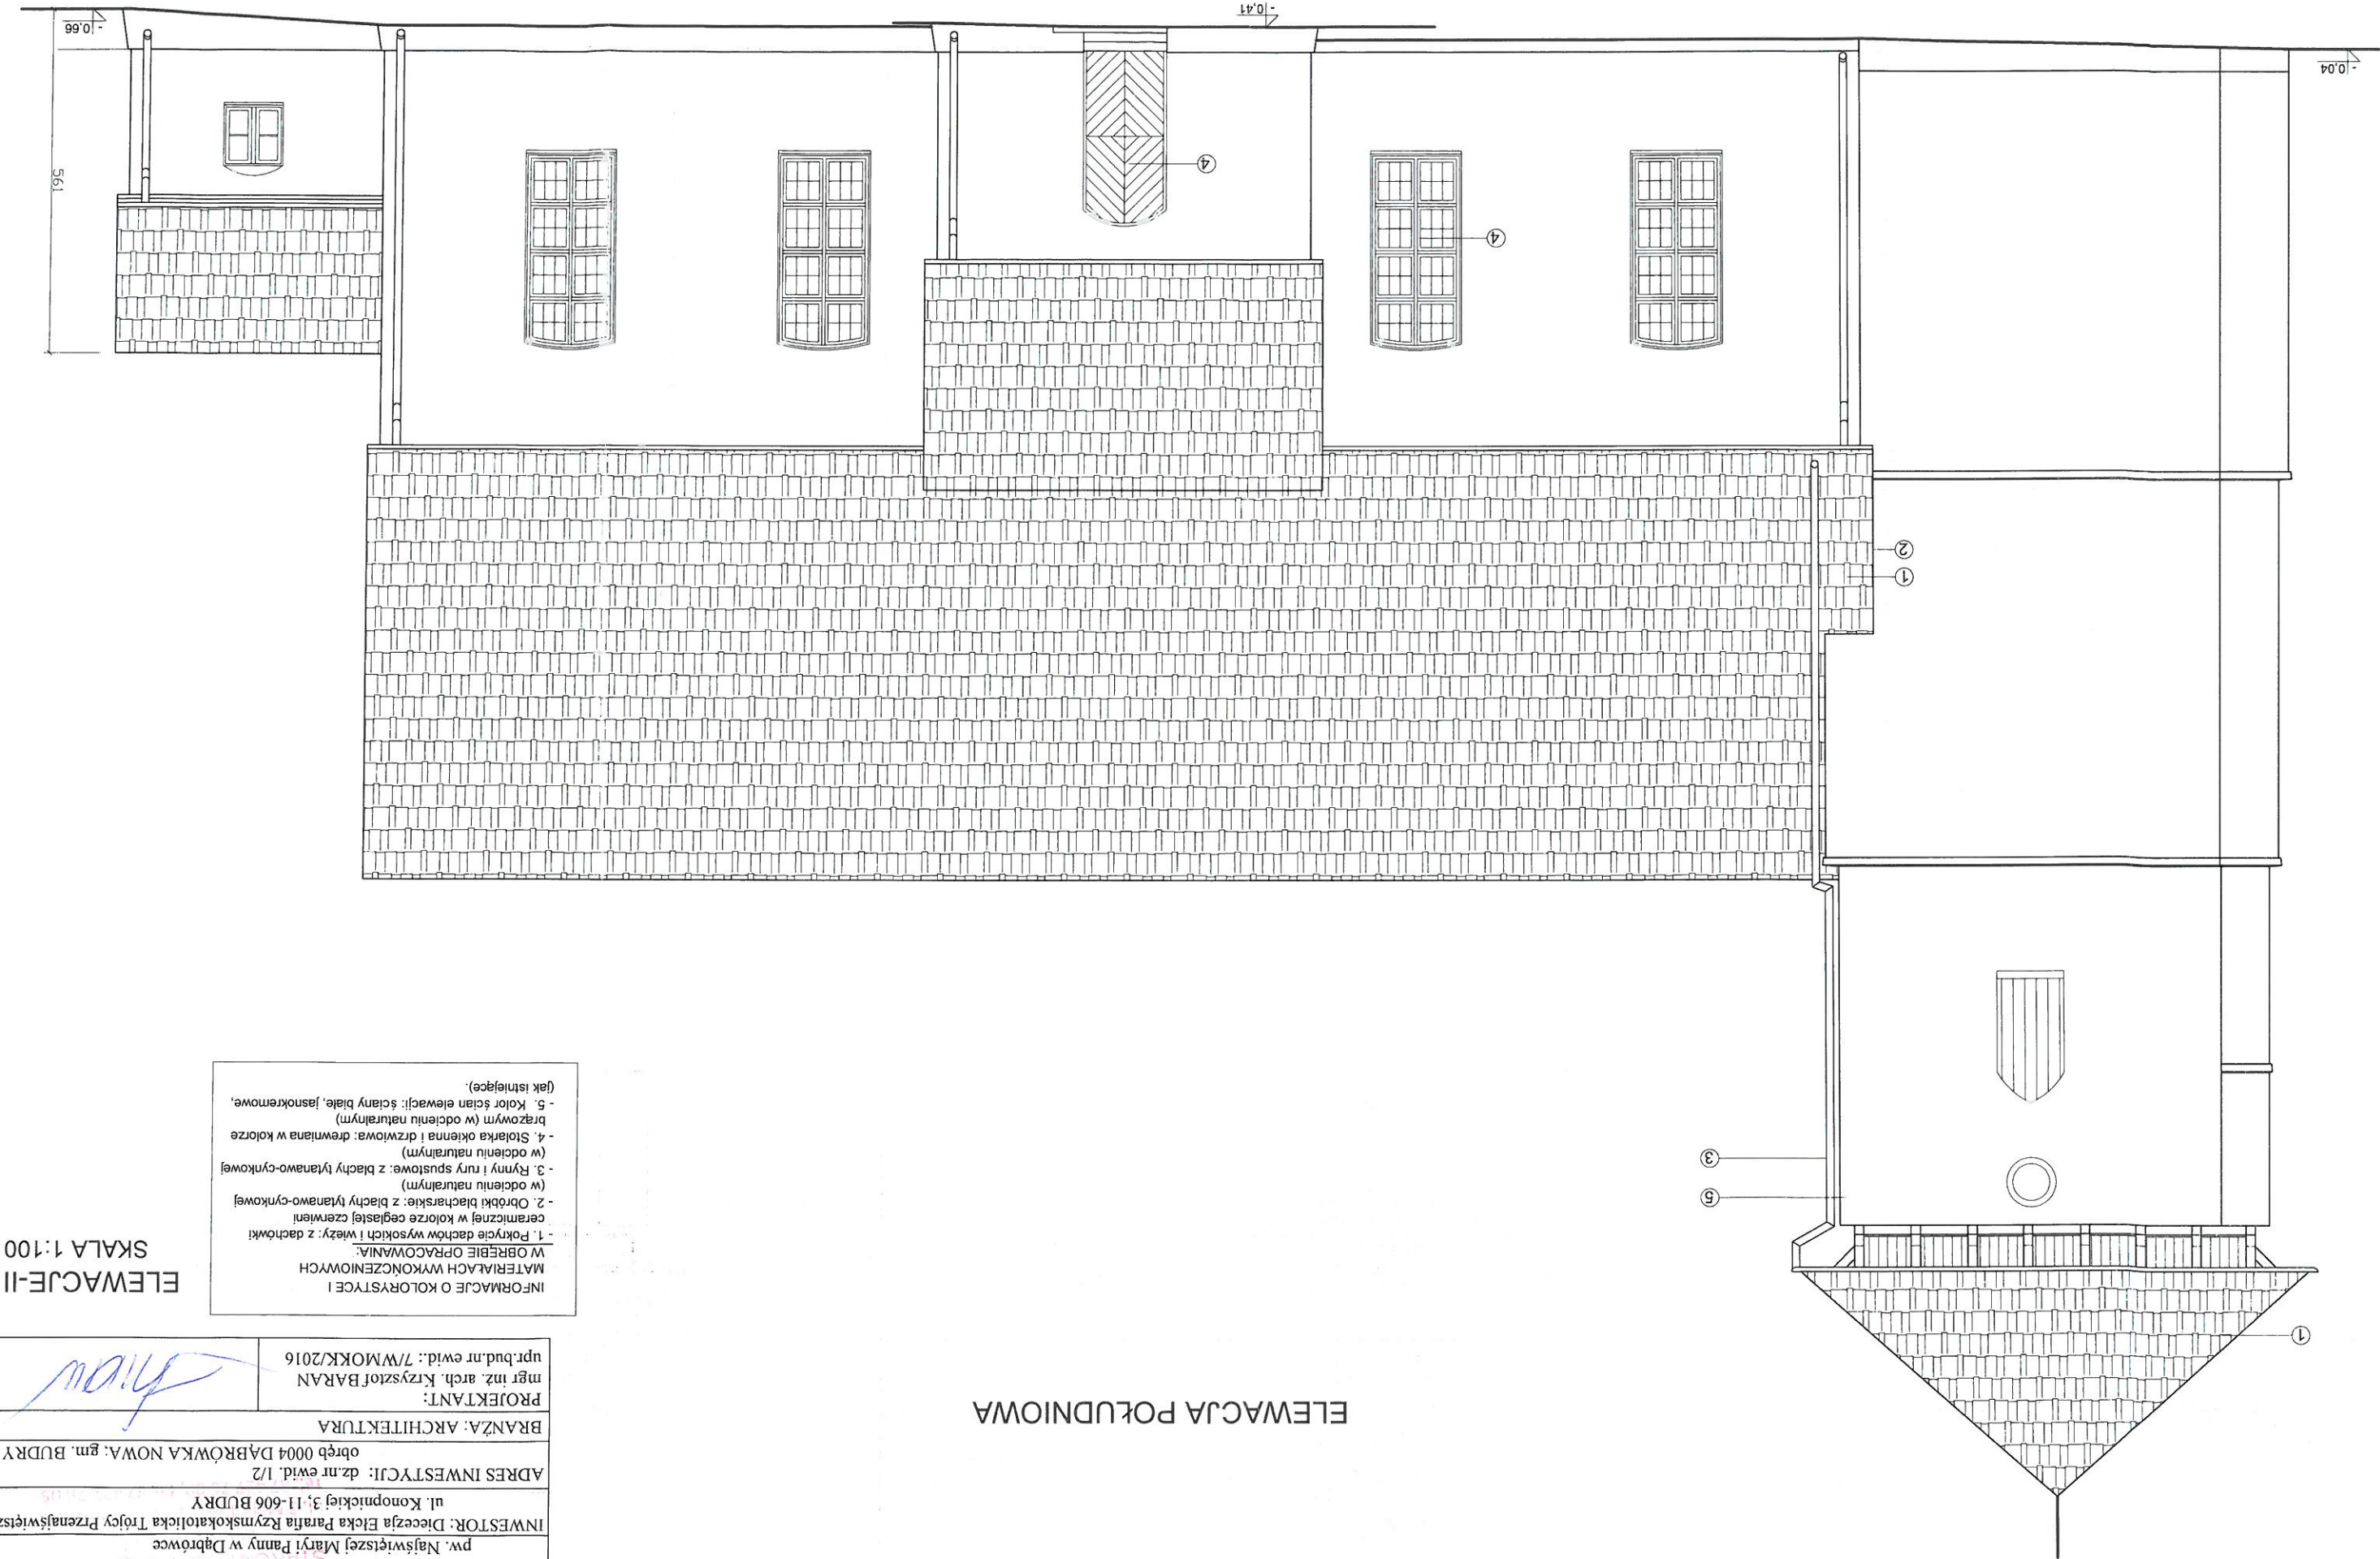 pw. Najświętszej Maryi Panny w Dąbrówce
INWESTOR: Diecezja Ełcka Parafia Rzymskokatolicka Trójcy Przenajświętsz
ul. Konopnickiej 3, 11-606 BUDRY
ADRES INWESTYCJI: dz.nr ewid. 1/2
obręb 0004 DĄBRÓWKA NOWA; gm. BUDRY
BRANŻA: ARCHITEKTURA
PROJEKTANT:
mgr inż. arch. Krzysztof BARAN
upr.bud.nr ewid.: 7/WMOKK/2016
ELEWACJA POŁUDNIOWA
ELEWACJE-II
SKALA 1:100
INFORMACJE O KOLORYSTYCE I
MATERIAŁACH WYKOŃCZENIOWYCH
W OBRĘBIE OPRACOWANIA:
- 1. Pokrycie dachów wysokich i wieży: z dachówki
ceramicznej w kolorze ceglastej czerwieni
- 2. Obróbki blacharskie: z blachy tytanawo-cynkowej
(w odcieniu naturalnym)
- 3. Rynny i rury spustowe: z blachy tytanawo-cynkowej
(w odcieniu naturalnym)
- 4. Stolarka okienna i drzwiowa: drewniana w kolorze
brązowym (w odcieniu naturalnym)
- 5. Kolor ścian elewacji: ściany białe, jasnokremowe,
(jak istniejące).
1
5
3
1
2
4
4
561
- 0,04
- 0,41
- 0,66